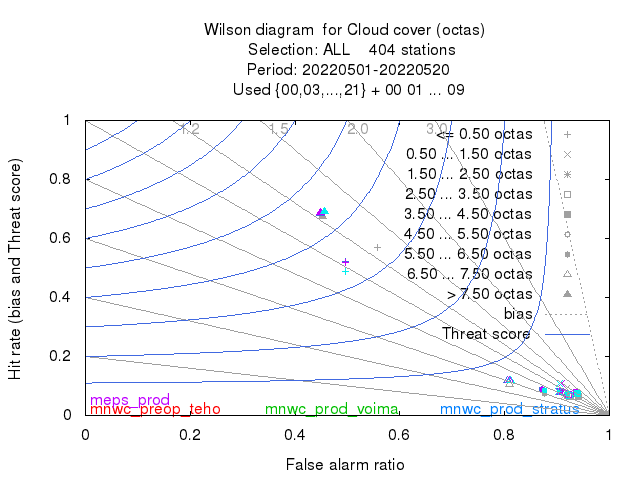 Wilson diagram  for Cloud cover (octas)
Selection: ALL    404 stations
Period: 20220501-20220520
Used {00,03,...,21} + 00 01 ... 09
1.2 1.5 2.0 3.0
<= 0.50 octas
0.50 ... 1.50 octas
1.50 ... 2.50 octas
2.50 ... 3.50 octas
3.50 ... 4.50 octas
4.50 ... 5.50 octas
5.50 ... 6.50 octas
6.50 ... 7.50 octas
> 7.50 octas
bias
Threat score
1
0.8
0.6
0.4
0.2
0
Hit rate (bias and Threat score)
meps_prod
mnwc_preop_teho mnwc_prod_voima mnwc_prod_stratus
0 0.2 0.4 0.6 0.8 1
False alarm ratio